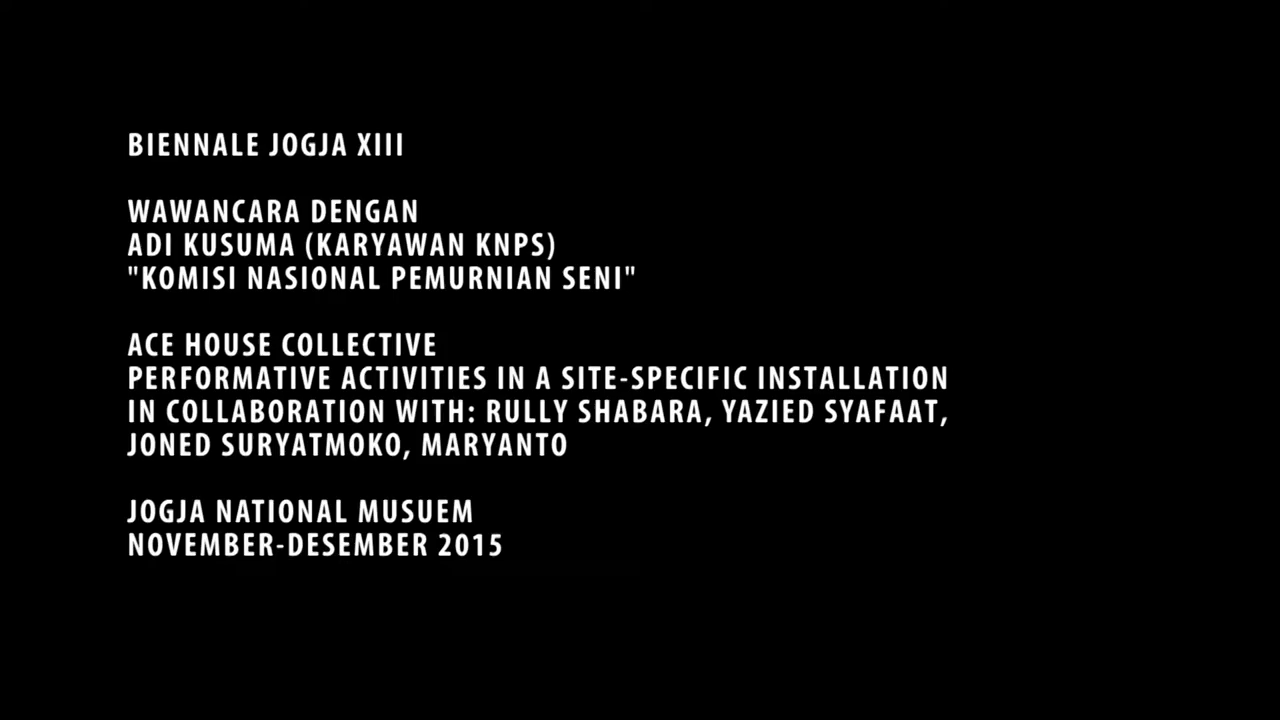 BIENNALE JOGJA XIII
WAWANCARA DENGAN
ADI KUSUMA (KARYAWAN KNPS)
"KOMISI NASIONAL PEMURNIAN SENI"
ACE HOUSE COLLECTIVE
PERFORMATIVE ACTIVITIES IN A SITE-SPECIFIC INSTALLATION
IN COLLABORATION WITH: RULLY SHABARA, YAZIED SYAFAAT,
JONED SURYATMOKO, MARYANTO
JOGJA NATIONAL MUSUEM
NOVEMBER-DESEMBER 2015